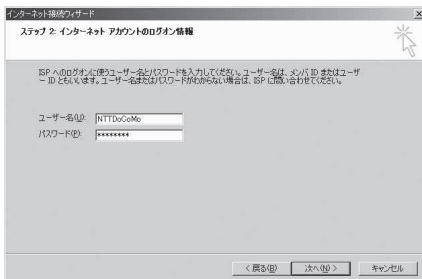 インターネット接続ウィザード
ステップ 2: インターネット アカウントのログオン情報
ISP へのログオンに使うユーザー名とパスワードを入力してください。ユーザー名は、メンバ ID またはユーザ
ー ID ともいいます。ユーザー名またはパスワードがわからない場合は、ISP に問い合わせてください。
ユーザー名(U): NTTDoCoMo
パスワード(P): ********
< 戻る(B) 次へ(N) > キャンセル